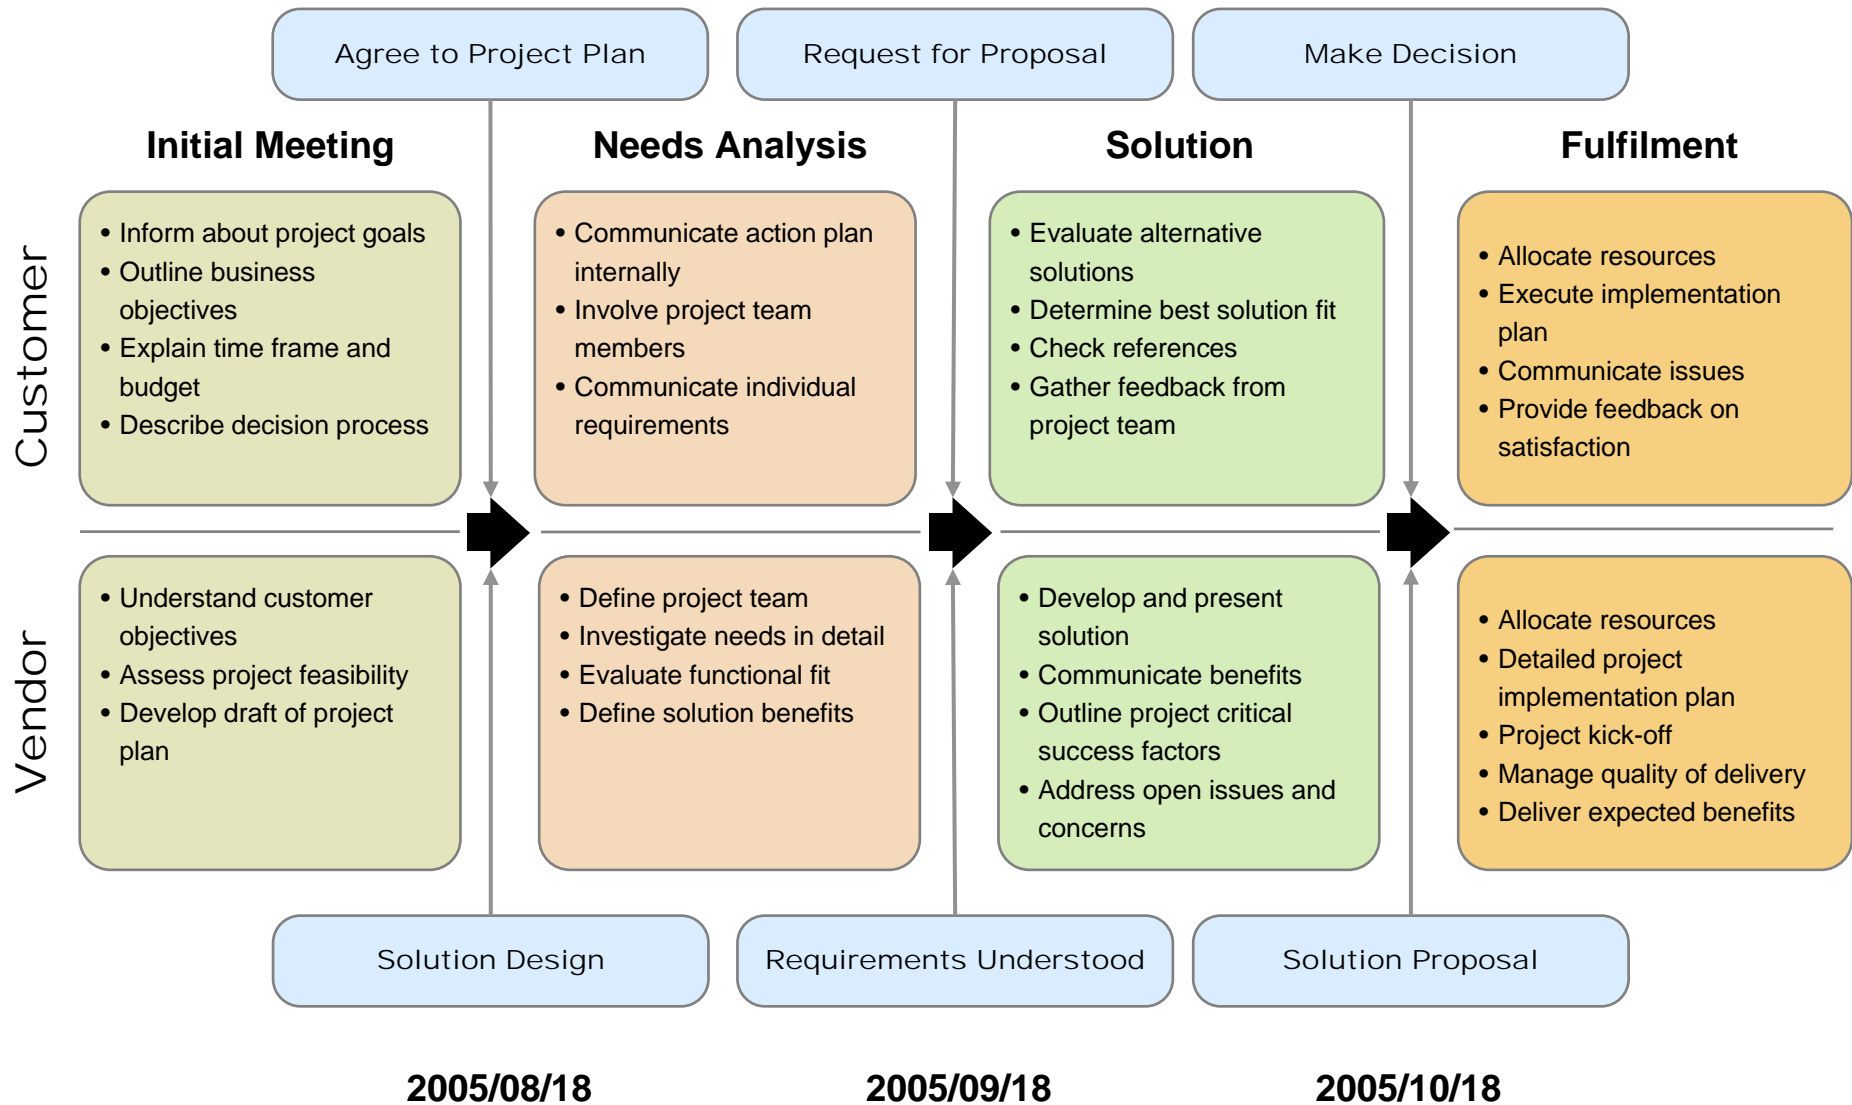 Agree to Project Plan
Request for Proposal
Make Decision
Initial Meeting
Needs Analysis
Solution
Fulfilment
Customer
• Inform about project goals
• Outline business
objectives
• Explain time frame and
budget
• Describe decision process
• Communicate action plan
internally
• Involve project team
members
• Communicate individual
requirements
• Evaluate alternative
solutions
• Determine best solution fit
• Check references
• Gather feedback from
project team
• Allocate resources
• Execute implementation
plan
• Communicate issues
• Provide feedback on
satisfaction
Vendor
• Understand customer
objectives
• Assess project feasibility
• Develop draft of project
plan
• Define project team
• Investigate needs in detail
• Evaluate functional fit
• Define solution benefits
• Develop and present
solution
• Communicate benefits
• Outline project critical
success factors
• Address open issues and
concerns
• Allocate resources
• Detailed project
implementation plan
• Project kick-off
• Manage quality of delivery
• Deliver expected benefits
Solution Design
Requirements Understood
Solution Proposal
2005/08/18
2005/09/18
2005/10/18